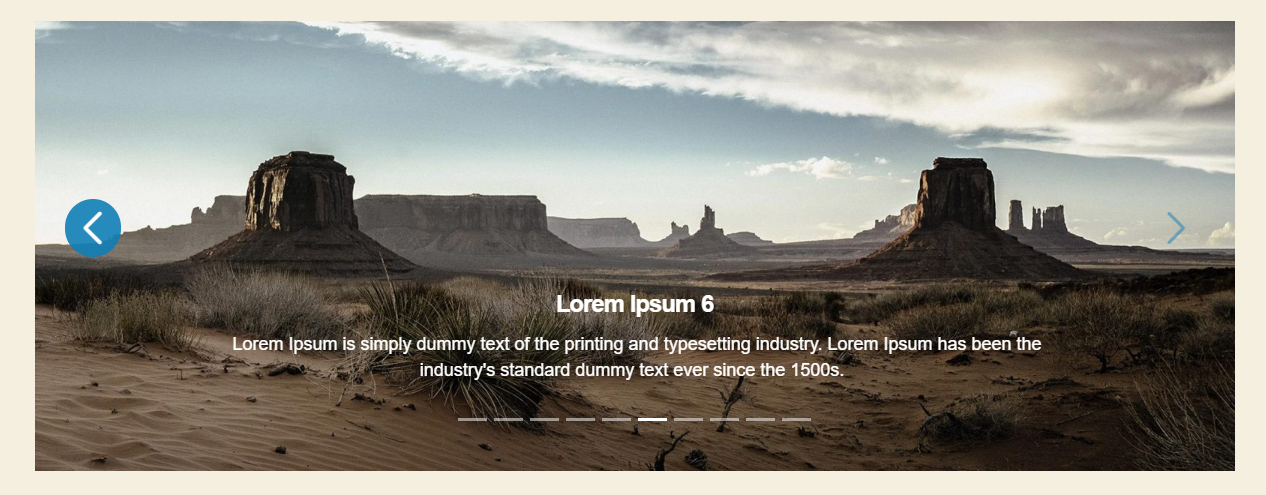 Lorem Ipsum 6
Lorem Ipsum is simply dummy text of the printing and typesetting industry. Lorem Ipsum has been the
industry's standard dummy text ever since the 1500s.